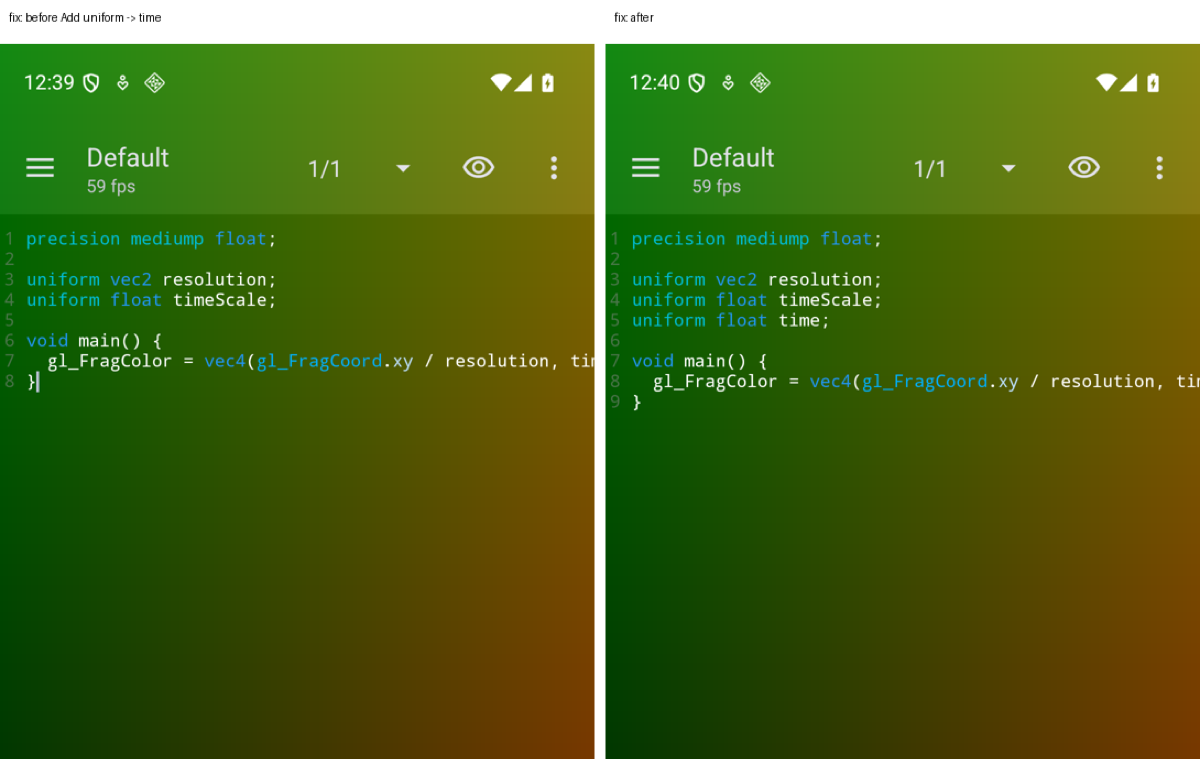 fix: before Add uniform -> time
12:39
Default
59 fps
1/1
1 precision mediump float;
2
3 uniform vec2 resolution;
4 uniform float timeScale;
5
6 void main() {
7 gl_FragColor = vec4(gl_FragCoord.xy / resolution,
8 }
fix: after
12:40
Default
59 fps
1/1
1 precision mediump float;
2
3 uniform vec2 resolution;
4 uniform float timeScale;
5 uniform float time;
6
7 void main() {
8 gl_FragColor = vec4(gl_FragCoord.xy / resolution,
9 }